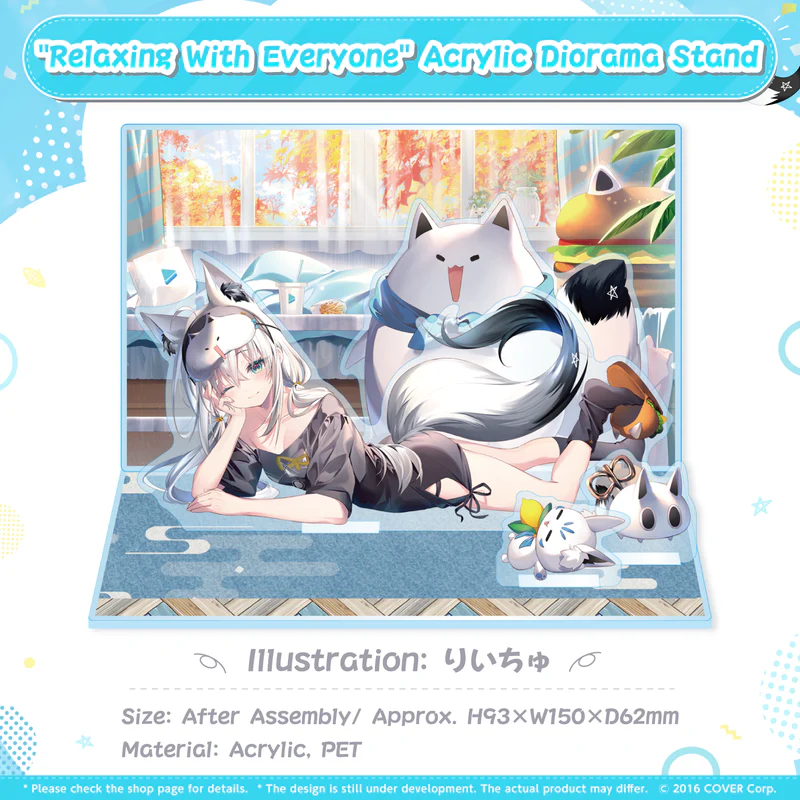 "Relaxing With Everyone" Acrylic Diorama Stand
Illustration: りいちゅ
Size: After Assembly/ Approx. H93×W150×D62mm
Material: Acrylic, PET
* Please check the shop page for details. * The design is still under development. The actual product may differ. © 2016 COVER Corp.